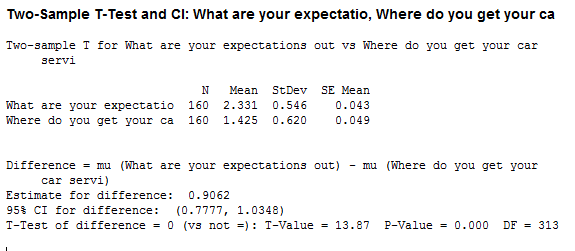 Two-Sample T-Test and CI: What are your expectatio, Where do you get your ca
Two-sample T for What are your expectations out vs Where do you get your car
servi
N Mean StDev SE Mean
What are your expectatio 160 2.331 0.546 0.043
Where do you get your ca 160 1.425 0.620 0.049
Difference = mu (What are your expectations out) - mu (Where do you get your
car servi)
Estimate for difference: 0.9062
95% CI for difference: (0.7777, 1.0348)
T-Test of difference = 0 (vs not =): T-Value = 13.87 P-Value = 0.000 DF = 313